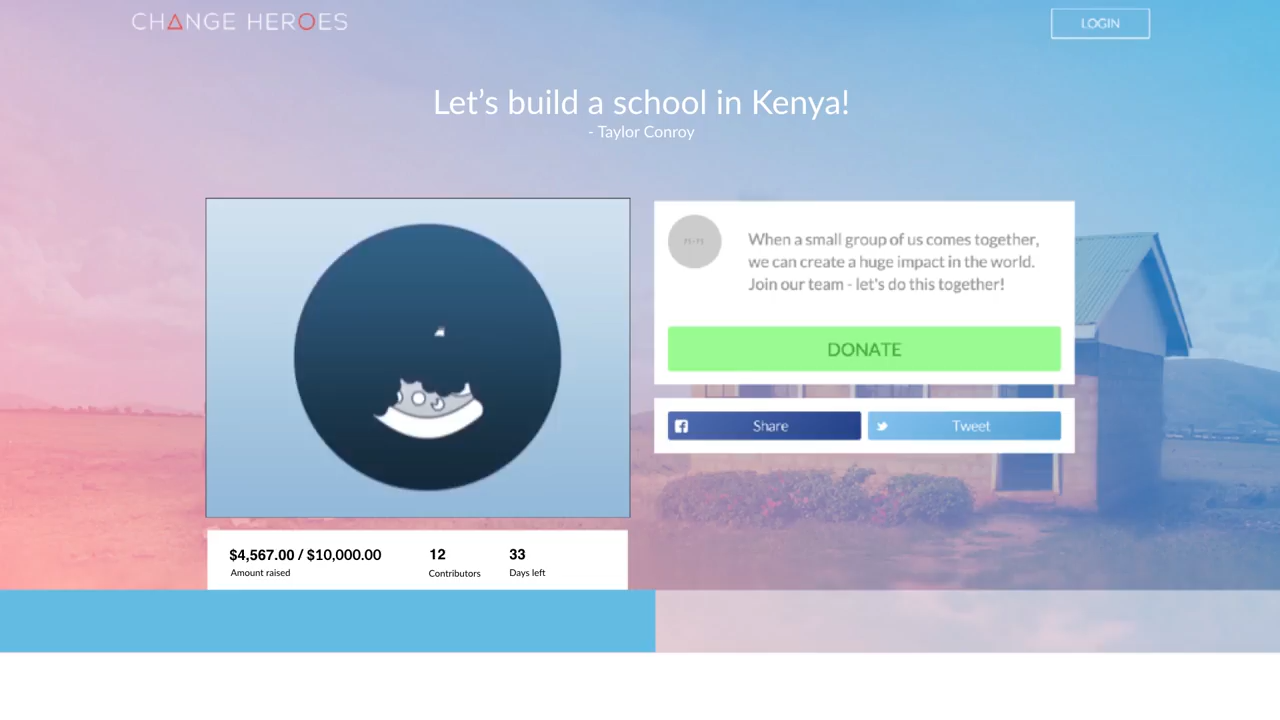 CHANGE HEROES
LOGIN
Let's build a school in Kenya!
- Taylor Conroy
When a small group of us comes together,
we can create a huge impact in the world.
Join our team - let's do this together!
DONATE
Share
Tweet
$4,567.00 / $10,000.00
12
33
Amount raised
Contributors
Days left